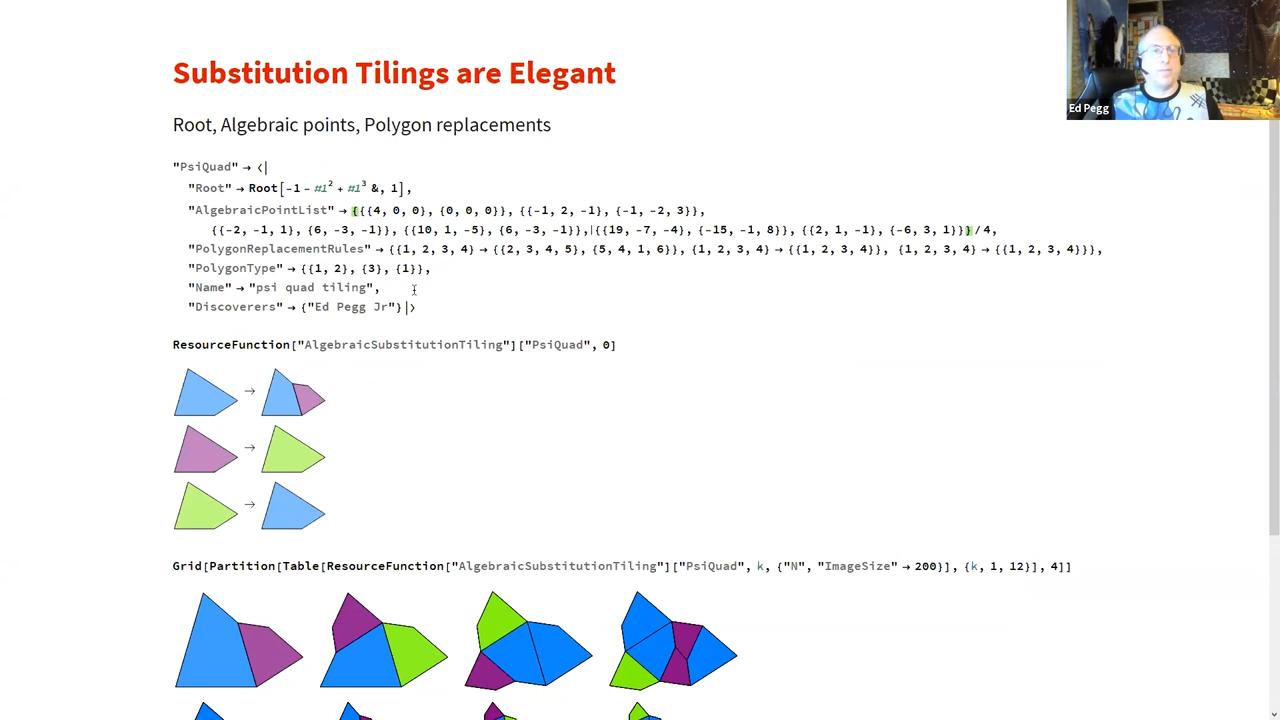 Substitution Tilings are Elegant
Ed Pegg
Root, Algebraic points, Polygon replacements
"PsiQuad" → <|
"Root" → Root[-1 - #1² + #1³ &, 1],
"AlgebraicPointList" → {{{4, 0, 0}, {0, 0, 0}}, {{-1, 2, -1}, {-1, -2, 3}},
{{-2, -1, 1}, {6, -3, -1}}, {{10, 1, -5}, {6, -3, -1}}, {{19, -7, -4}, {-15, -1, 8}}, {{2, 1, -1}, {-6, 3, 1}}}/4,
"PolygonReplacementRules" → {{1, 2, 3, 4} → {{2, 3, 4, 5}, {5, 4, 1, 6}}, {1, 2, 3, 4} → {{1, 2, 3, 4}}, {1, 2, 3, 4} → {{1, 2, 3, 4}}},
"PolygonType" → {{1, 2}, {3}, {1}},
"Name" → "psi quad tiling",
"Discoverers" → {"Ed Pegg Jr"} |>
ResourceFunction["AlgebraicSubstitutionTiling"]["PsiQuad", 0]
→
→
→
Grid[Partition[Table[ResourceFunction["AlgebraicSubstitutionTiling"]["PsiQuad", k, {"N", "ImageSize" → 200}], {k, 1, 12}], 4]]